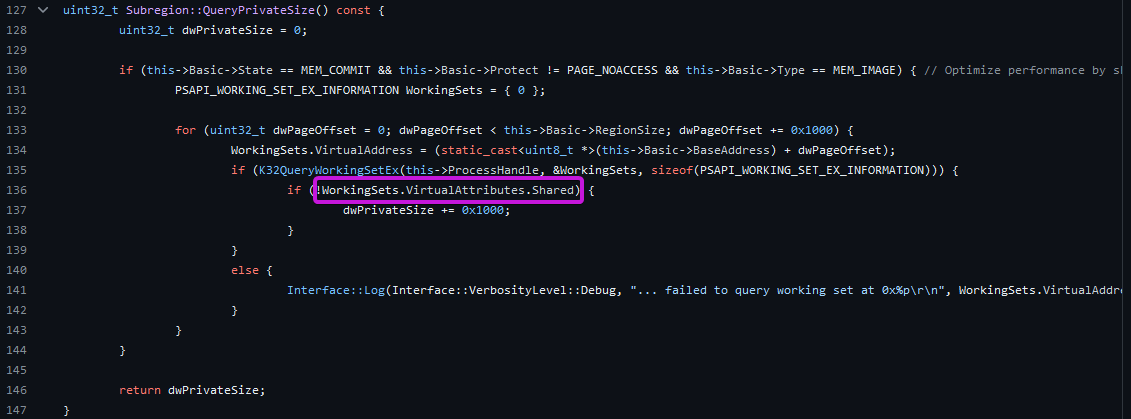 127 uint32_t Subregion::QueryPrivateSize() const {
128 uint32_t dwPrivateSize = 0;
129
130 if (this->Basic->State == MEM_COMMIT && this->Basic->Protect != PAGE_NOACCESS && this->Basic->Type == MEM_IMAGE) { // Optimize performance by
131 PSAPI_WORKING_SET_EX_INFORMATION WorkingSets = { 0 };
132
133 for (uint32_t dwPageOffset = 0; dwPageOffset < this->Basic->RegionSize; dwPageOffset += 0x1000) {
134 WorkingSets.VirtualAddress = (static_cast<uint8_t *>(this->Basic->BaseAddress) + dwPageOffset);
135 if (K32QueryWorkingSetEx(this->ProcessHandle, &WorkingSets, sizeof(PSAPI_WORKING_SET_EX_INFORMATION))) {
136 if (!WorkingSets.VirtualAttributes.Shared) {
137 dwPrivateSize += 0x1000;
138 }
139 }
140 else {
141 Interface::Log(Interface::VerbosityLevel::Debug, "... failed to query working set at 0x%p\r\n", WorkingSets.VirtualAddre
142 }
143 }
144 }
145
146 return dwPrivateSize;
147 }